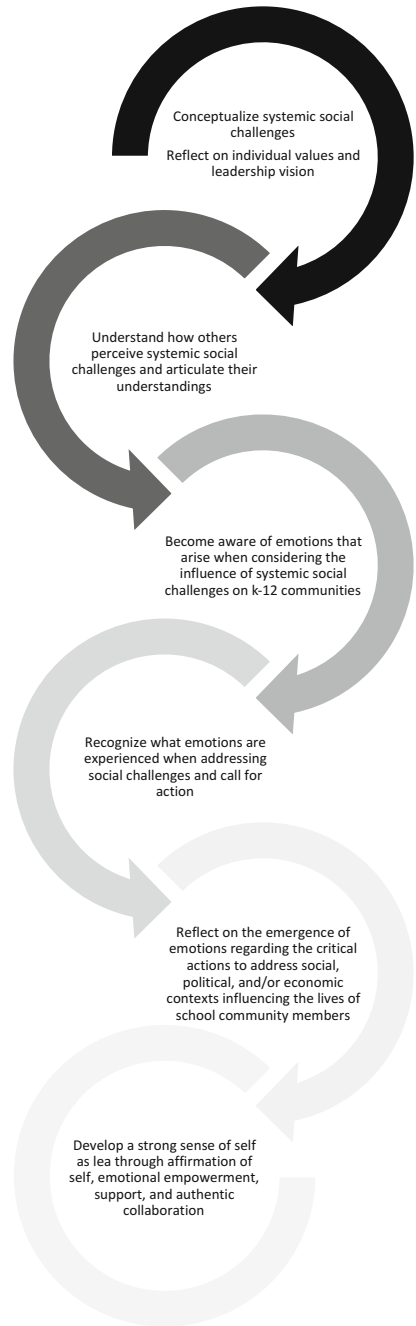 Conceptualize systemic social
challenges
Reflect on individual values and
leadership vision
Understand how others
perceive systemic social
challenges and articulate their
understandings
Become aware of emotions that
arise when considering the
influence of systemic social
challenges on k-12 communities
Recognize what emotions are
experienced when addressing
social challenges and call for
action
Reflect on the emergence of
emotions regarding the critical
actions to address social,
political, and/or economic
contexts influencing the lives of
school community members
Develop a strong sense of self
as lea through affirmation of
self, emotional empowerment,
support, and authentic
collaboration